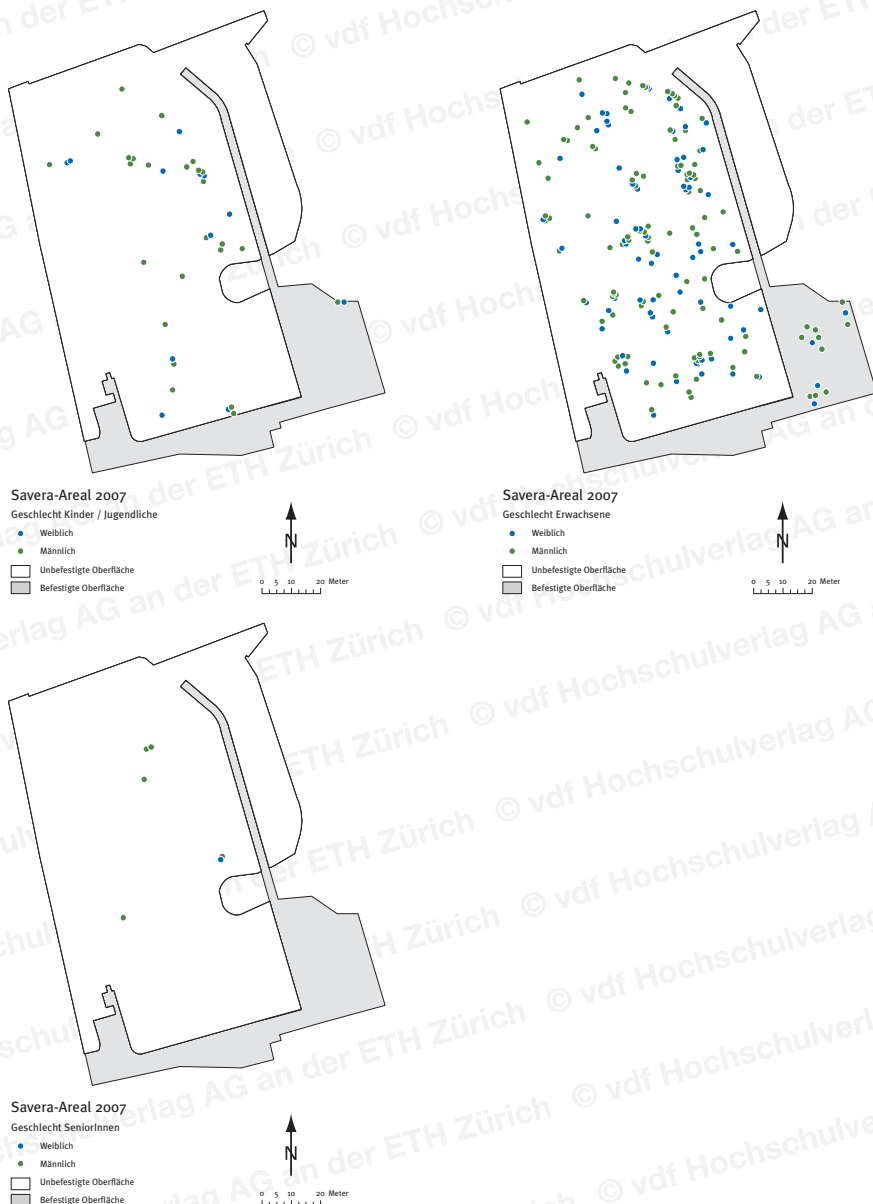 Savera-Areal 2007
Geschlecht Kinder / Jugendliche
Weiblich
Männlich
Unbefestigte Oberfläche
Befestigte Oberfläche
N
0 5 10 20 Meter
Savera-Areal 2007
Geschlecht Erwachsene
Weiblich
Männlich
Unbefestigte Oberfläche
Befestigte Oberfläche
N
0 5 10 20 Meter
Savera-Areal 2007
Geschlecht SeniorInnen
Weiblich
Männlich
Unbefestigte Oberfläche
Befestigte Oberfläche
N
0 5 10 20 Meter
© vdf Hochschulverlag AG an der ETH Zürich